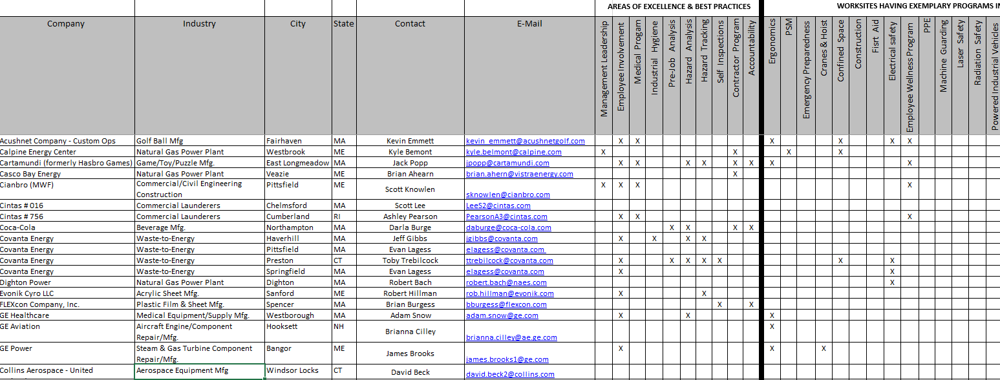 AREAS OF EXCELLENCE & BEST PRACTICES WORKSITES HAVING EXEMPLARY PROGRAMS IN
Company Industry City State Contact E-Mail Management Leadership Employee Involvement Medical Progam Industrial Hygiene Pre-Job Analysis Hazard Analysis Hazard Tracking Self Inspections Contractor Program Accountability Ergonomics PSM Emergency Preparedness Cranes & Hoist Confined Space Construction Fisrt Aid Electrical safety Employee Wellness Program PPE Machine Guarding Laser Safety Radiation Safety Powered Industrial Vehicles
Acushnet Company - Custom Ops Golf Ball Mfg Fairhaven MA Kevin Emmett kevin_emmett@acushnetgolf.com X X X X X X
Calpine Energy Center Natural Gas Power Plant Westbrook ME Kyle Bemont kyle.belmont@calpine.com X X X X
Cartamundi (formerly Hasbro Games) Game/Toy/Puzzle Mfg. East Longmeadow MA Jack Popp jpopp@cartamundi.com X X X X X X X X
Casco Bay Energy Natural Gas Power Plant Veazie ME Brian Ahearn brian.ahern@vistraenergy.com X
Cianbro (MWF) Commercial/Civil Engineering Pittsfield ME Scott Knowlen X X X X
Construction sknowlen@cianbro.com
Cintas # 016 Commercial Launderers Chelmsford MA Scott Lee LeeS2@cintas.com
Cintas # 756 Commercial Launderers Cumberland RI Ashley Pearson PearsonA3@cintas.com X X X
Coca-Cola Beverage Mfg. Northampton MA Darla Burge daburge@coca-cola.com X X X X
Covanta Energy Waste-to-Energy Haverhill MA Jeff Gibbs jgibbs@covanta.com X X X X
Covanta Energy Waste-to-Energy Pittsfield MA Evan Lagess elagess@covanta.com
Covanta Energy Waste-to-Energy Preston CT Toby Trebilcock ttrebilcock@covanta.com X X X X X X X
Covanta Energy Waste-to-Energy Springfield MA Evan Lagess elagess@covanta.com X X
Dighton Power Natural Gas Power Plant Dighton MA Robert Bach robert.bach@naes.com X
Evonik Cyro LLC Acrylic Sheet Mfg. Sanford ME Robert Hillman rob.hillman@evonik.com X X
FLEXcon Company, Inc. Plastic Film & Sheet Mfg. Spencer MA Brian Burgess bburgess@flexcon.com X X
GE Healthcare Medical Equipment/Supply Mfg. Westborough MA Adam Snow adam.snow@ge.com X X X
GE Aviation Aircraft Engine/Component Hooksett NH Brianna Cilley X
Repair/Mfg. brianna.cilley@ae.ge.com
GE Power Steam & Gas Turbine Component Bangor ME James Brooks X X X
Repair/Mfg. james.brooks1@ge.com
Collins Aerospace - United Aerospace Equipment Mfg Windsor Locks CT David Beck david.beck2@collins.com